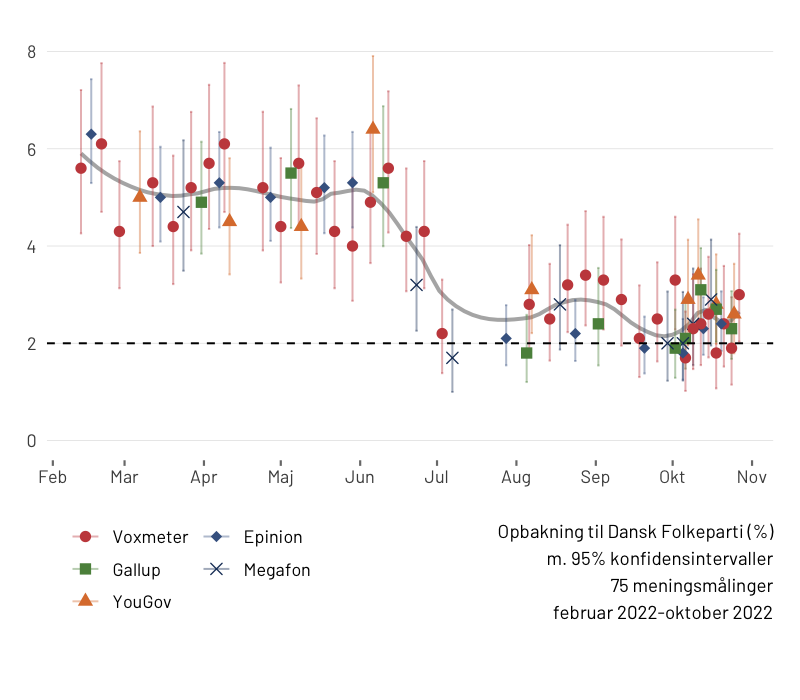 8
6
4
2
0
Feb Mar Apr Maj Jun Jul Aug Sep Okt Nov
Voxmeter Epinion
Gallup Megafon
YouGov
Opbakning til Dansk Folkeparti (%)
m. 95% konfidensintervaller
75 meningsmålinger
februar 2022-oktober 2022